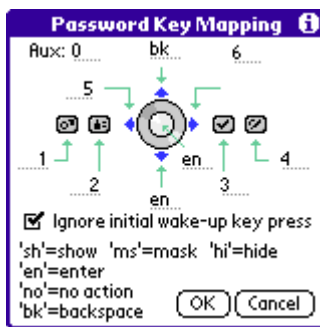 Password Key Mapping
Aux: 0 bk 6
5
en
1 2 3 4
en
Ignore initial wake-up key press
'sh'=show 'ms'=mask 'hi'=hide
'en'=enter
'no'=no action
'bk'=backspace
OK Cancel